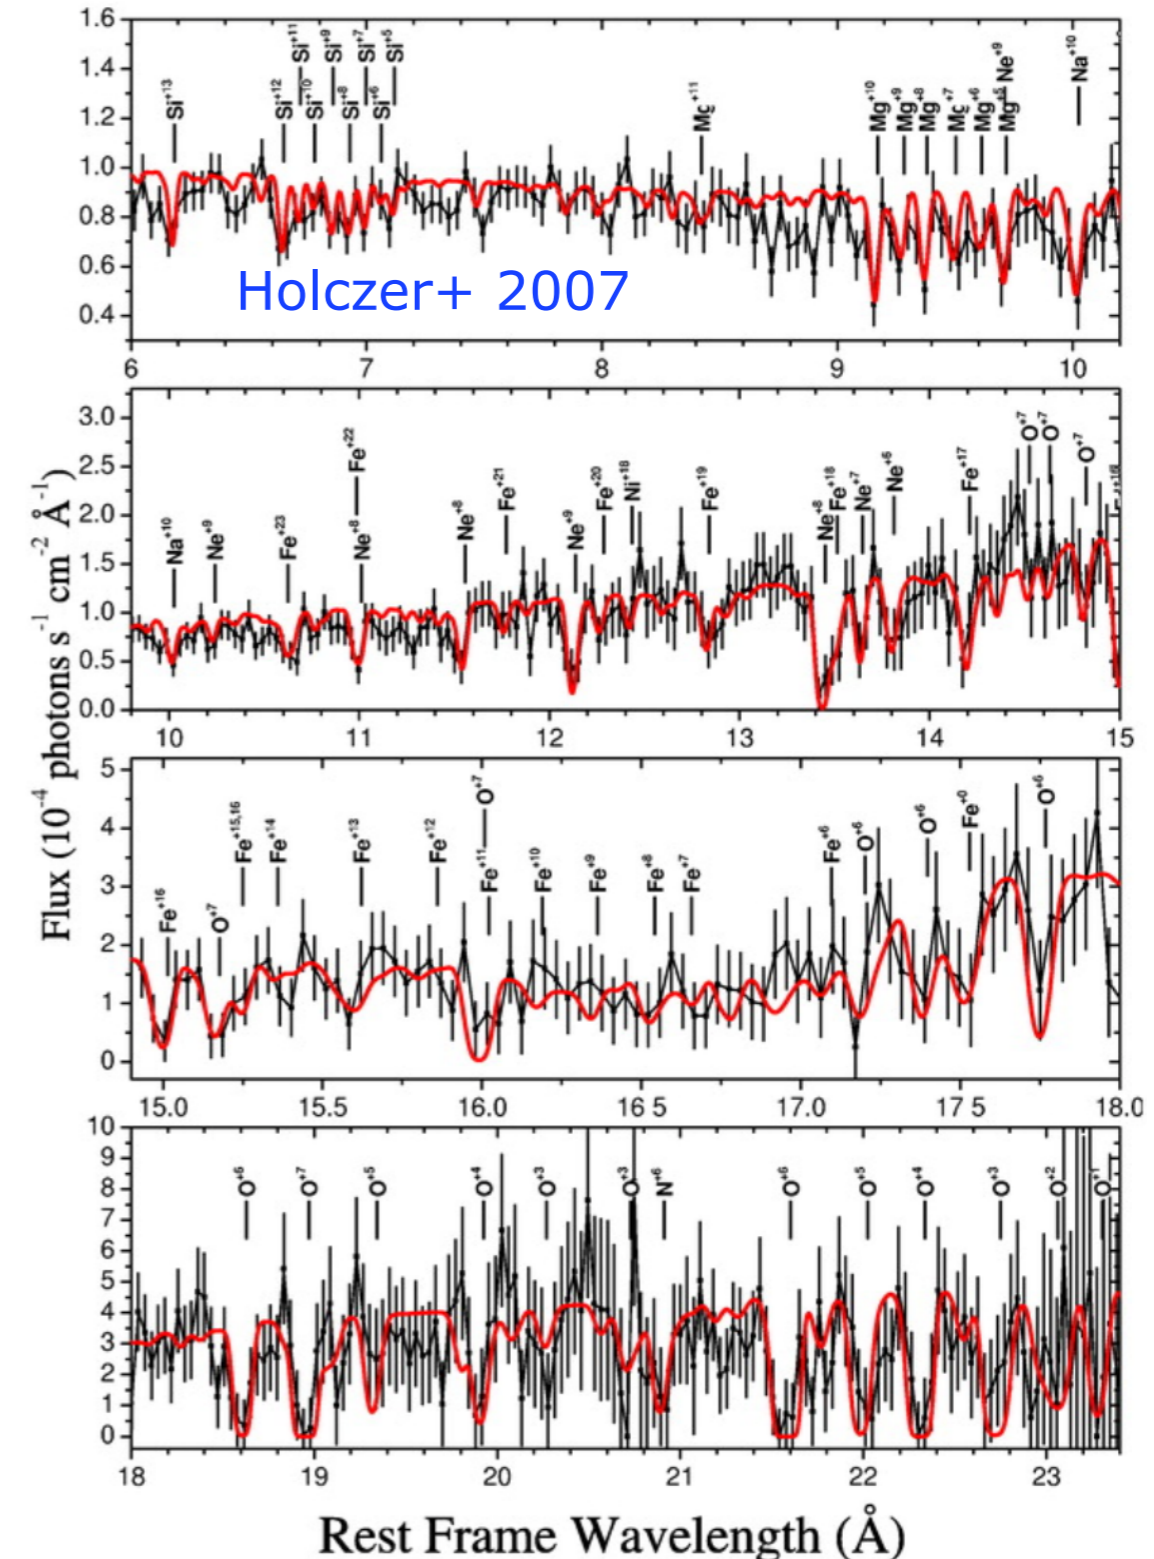 1.6
1.4
1.2
1.0
0.8
0.6
0.4
Si+13
Si+12
Si+11
Si+10
Si+9
Si+8
Si+7
Si+6
Si+5
Mg+10
Mg+9
Mg+8
Mg+6
Ne+9
Na+10
Holczer+ 2007
6 7 8 9 10
3.0
2.5
2.0
1.5
1.0
0.5
0.0
Na+10
Ne+9
Fe+23
Ne+8
Fe+22
Ne+8
Fe+21
Ne+9
Fe+20
Ni+18
Fe+19
Ne+8
Fe+18
Ne+7
Ne+6
Fe+17
O+7
O+7
O+7
10 11 12 13 14 15
Flux (10-4 photons s-1 cm-2 Å-1)
5
4
3
2
1
0
Fe+16
O+7
Fe+15,16
Fe+14
Fe+13
Fe+12
O+7
Fe+11
Fe+10
Fe+9
Fe+8
Fe+7
Fe+6
O+6
O+6
Fe+0
O+6
15.0 15.5 16.0 16 5 17.0 17 5 18.0
10
9
8
7
6
5
4
3
2
1
0
O+6
O+7
O+5
O+4
O+3
O+3
N+6
O+6
O+5
O+4
O+3
O+2
O+1
18 19 20 21 22 23
Rest Frame Wavelength (Å)